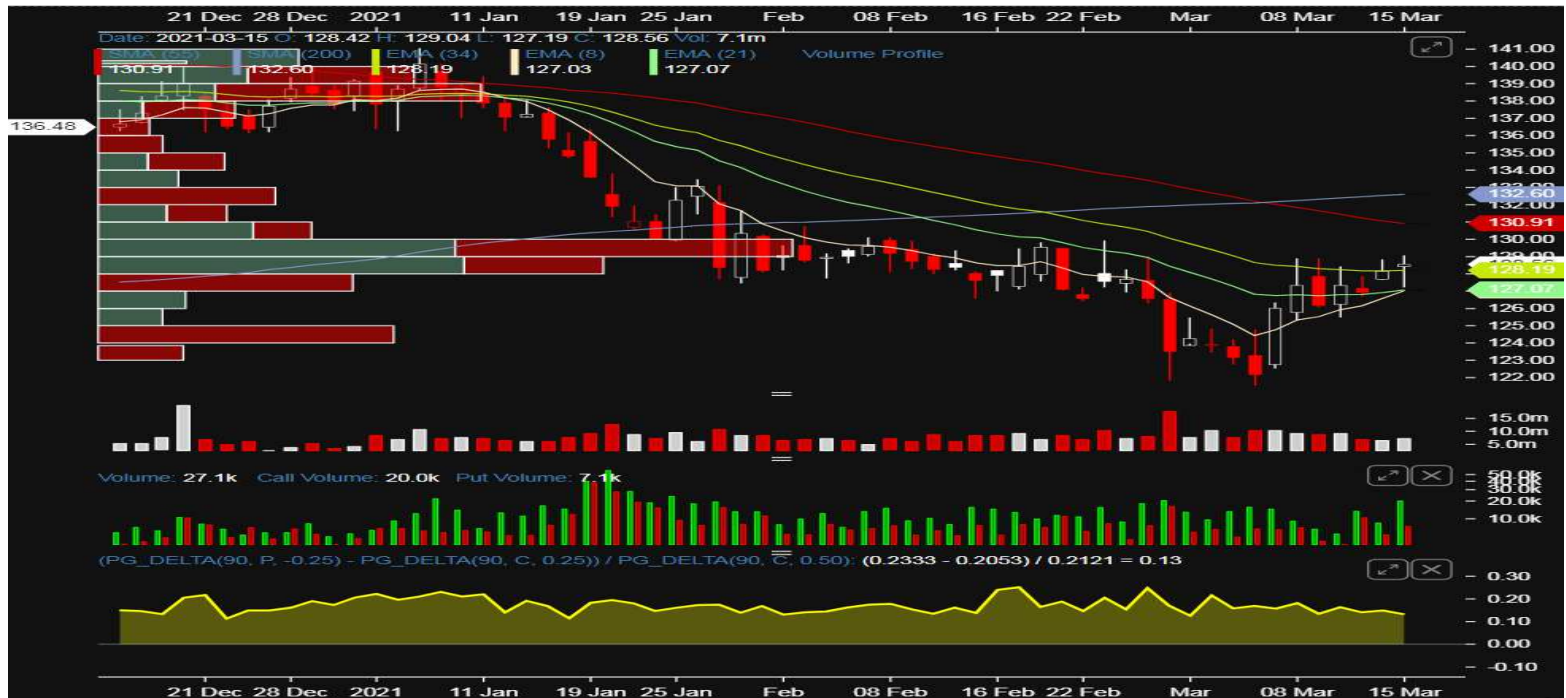 21 Dec 28 Dec 2021 11 Jan 19 Jan 25 Jan Feb 08 Feb 16 Feb 22 Feb Mar 08 Mar 15 Mar
Date: 2021-03-15 O: 128.42 H: 129.04 L: 127.19 C: 128.56 Vol: 7.1m
SMA (55) SMA (200) EMA (34) EMA (8) EMA (21) Volume Profile
130.91 132.60 128.19 127.03 127.07
141.00
140.00
139.00
138.00
137.00
136.48
136.00
135.00
134.00
133.00
132.60
132.00
130.91
130.00
129.00
128.19
127.07
126.00
125.00
124.00
123.00
122.00
15.0m
10.0m
5.0m
Volume: 27.1k Call Volume: 20.0k Put Volume: 7.1k
50.0k
40.0k
30.0k
20.0k
10.0k
(PG_DELTA(90, P, -0.25) - PG_DELTA(90, C, 0.25)) / PG_DELTA(90, C, 0.50): (0.2333 - 0.2053) / 0.2121 = 0.13
0.30
0.20
0.10
0.00
-0.10
21 Dec 28 Dec 2021 11 Jan 19 Jan 25 Jan Feb 08 Feb 16 Feb 22 Feb Mar 08 Mar 15 Mar